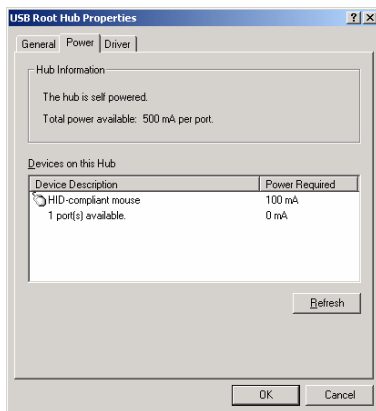 USB Root Hub Properties
General Power Driver
Hub Information
The hub is self powered.
Total power available: 500 mA per port.
Devices on this Hub
Device Description Power Required
HID-compliant mouse 100 mA
1 port(s) available. 0 mA
Refresh
OK Cancel